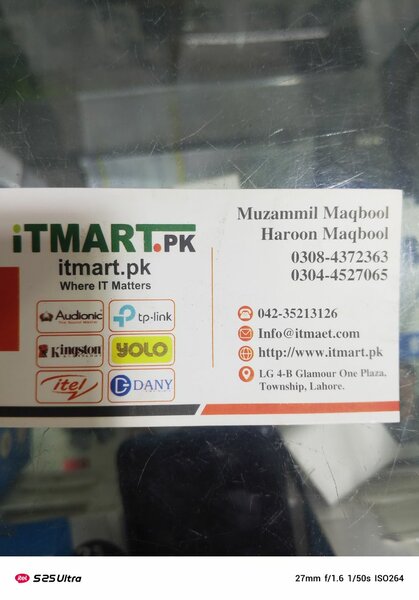 iTMART.PK
itmart.pk
Where IT Matters
Audionic
tp-link
Kingston
YOLO
itel
DANY
Muzammil Maqbool
Haroon Maqbool
0308-4372363
0304-4527065
042-35213126
Info@itmaet.com
http://www.itmart.pk
LG 4-B Glamour One Plaza,
Township, Lahore.
itel S25Ultra
27mm f/1.6 1/50s ISO264